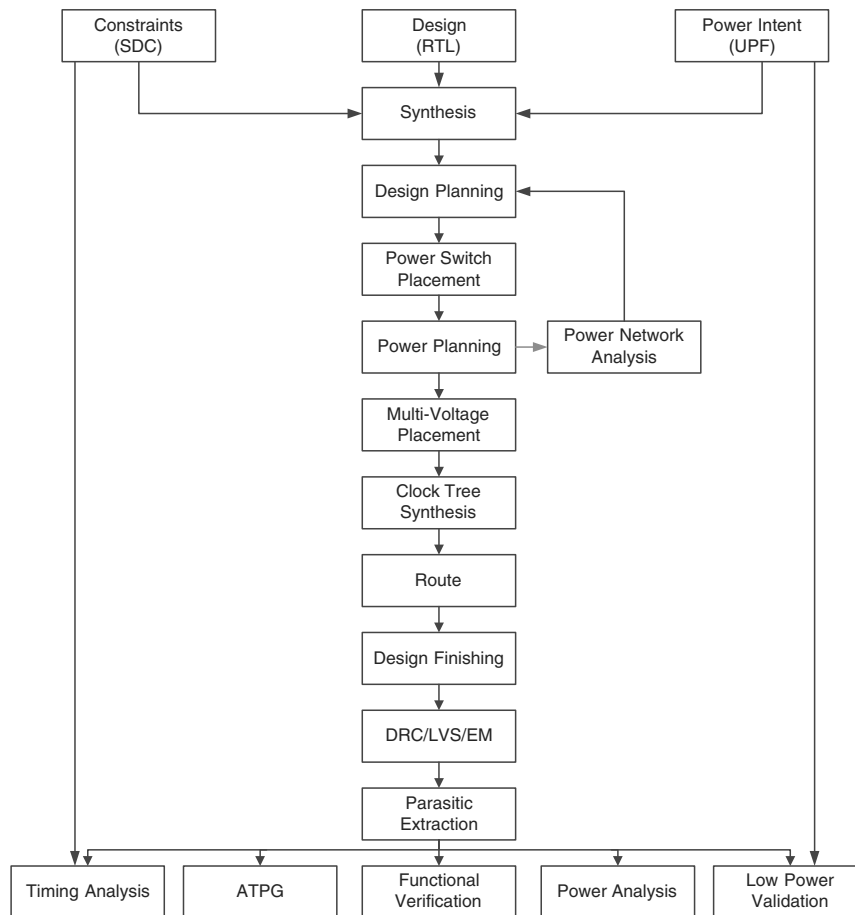 Constraints
(SDC)
Design
(RTL)
Power Intent
(UPF)
Synthesis
Design Planning
Power Switch
Placement
Power Planning
Power Network
Analysis
Multi-Voltage
Placement
Clock Tree
Synthesis
Route
Design Finishing
DRC/LVS/EM
Parasitic
Extraction
Timing Analysis
ATPG
Functional
Verification
Power Analysis
Low Power
Validation